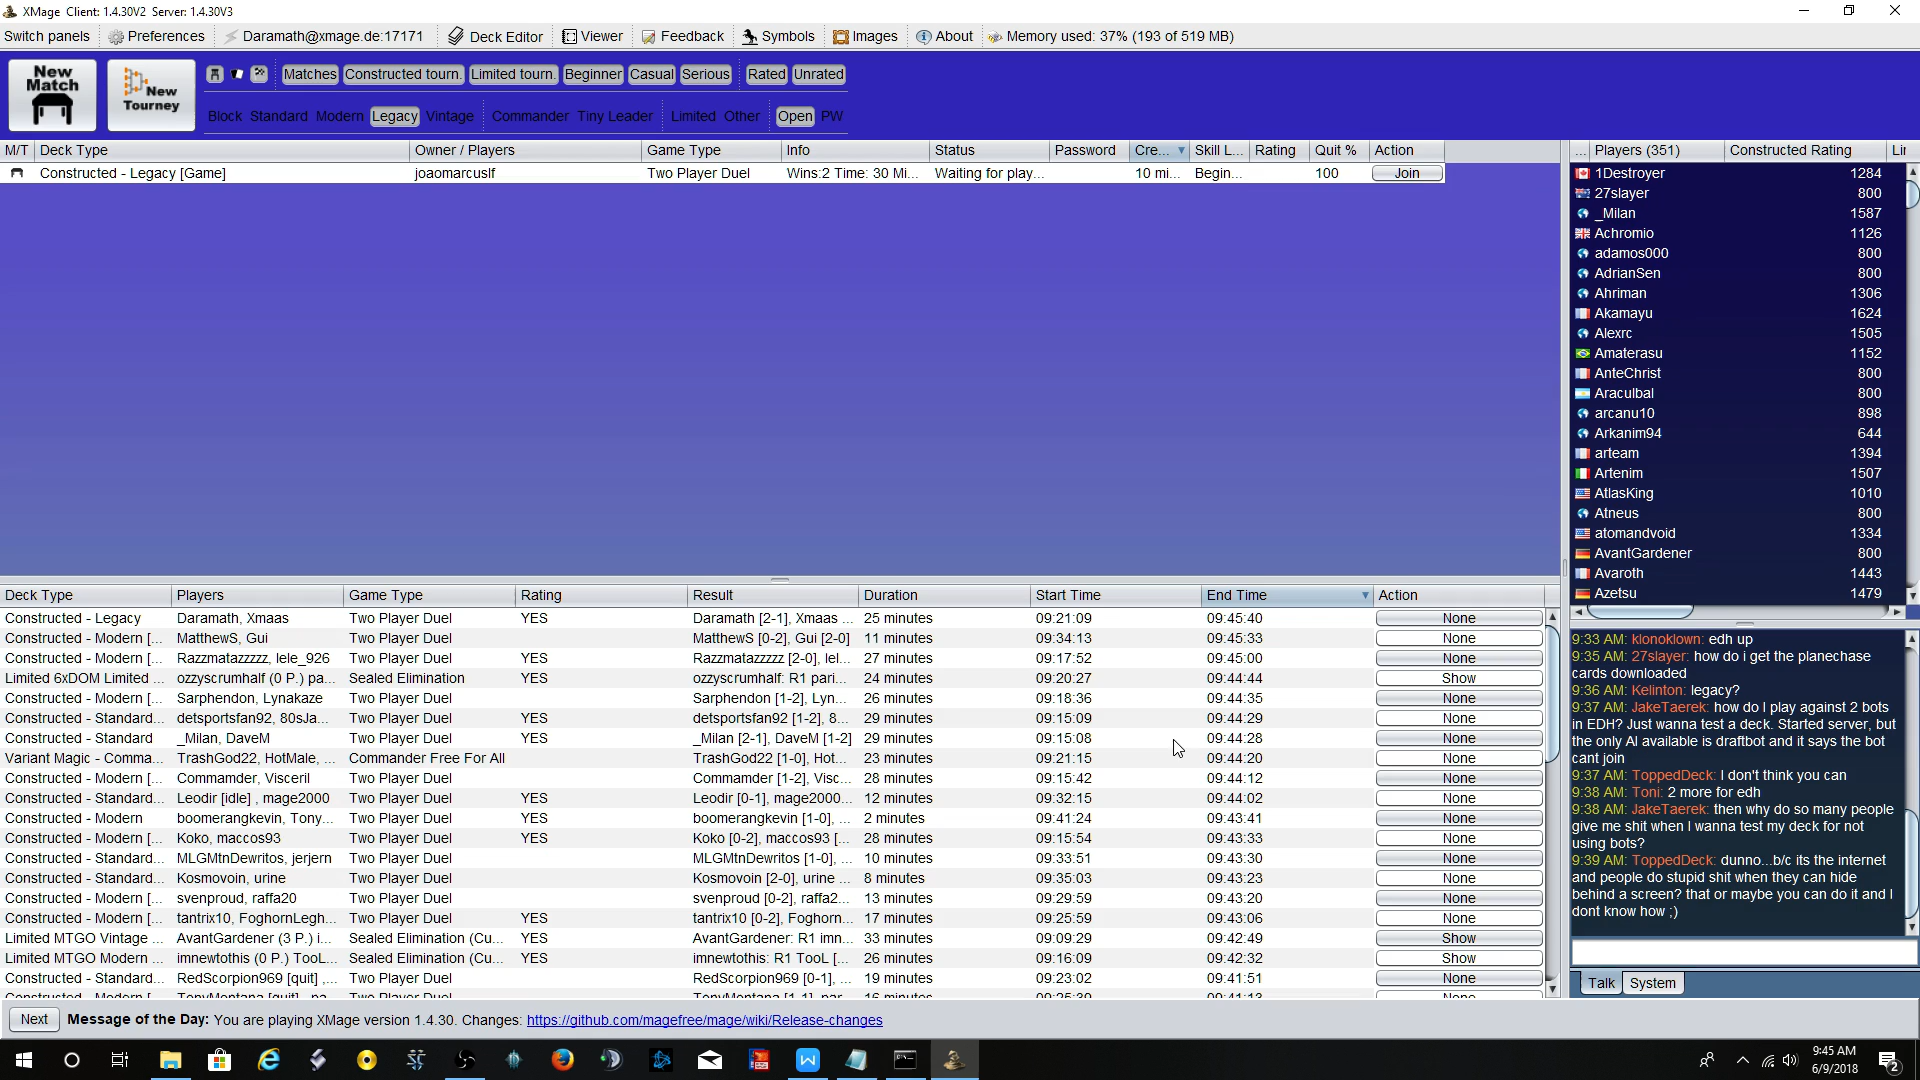 XMage Client: 1.4.30V2 Server: 1.4.30V3
Switch panels Preferences Daramath@xmage.de:17171 Deck Editor Viewer Feedback Symbols Images About Memory used: 37% (193 of 519 MB)
New Match
New Tourney
Matches Constructed tourn. Limited tourn. Beginner Casual Serious Rated Unrated
Block Standard Modern Legacy Vintage Commander Tiny Leader Limited Other Open PW
M/T Deck Type Owner / Players Game Type Info Status Password Cre... Skill L... Rating Quit % Action
Constructed - Legacy [Game] joaomarcuslf Two Player Duel Wins:2 Time: 30 Mi... Waiting for play... 10 mi... Begin... 100 Join
... Players (351) Constructed Rating
1Destroyer 1284
27slayer 800
_Milan 1587
Achromio 1126
adamos000 800
AdrianSen 800
Ahriman 1306
Akamayu 1624
Alexrc 1505
Amaterasu 1152
AnteChrist 800
Araculbal 800
arcanu10 898
Arkanim94 644
arteam 1394
Artenim 1507
AtlasKing 1010
Atneus 800
atomandvoid 1334
AvantGardener 800
Avaroth 1443
Azetsu 1479
Deck Type Players Game Type Rating Result Duration Start Time End Time Action
Constructed - Legacy Daramath, Xmaas Two Player Duel YES Daramath [2-1], Xmaas ... 25 minutes 09:21:09 09:45:40 None
Constructed - Modern [... MatthewS, Gui Two Player Duel MatthewS [0-2], Gui [2-0] 11 minutes 09:34:13 09:45:33 None
Constructed - Modern [... Razzmatazzzzz, lele_926 Two Player Duel YES Razzmatazzzzz [2-0], lel... 27 minutes 09:17:52 09:45:00 None
Limited 6xDOM Limited ... ozzyscrumhalf (0 P.) pa... Sealed Elimination YES ozzyscrumhalf: R1 pari... 24 minutes 09:20:27 09:44:44 Show
Constructed - Modern [... Sarphendon, Lynakaze Two Player Duel Sarphendon [1-2], Lyn... 26 minutes 09:18:36 09:44:35 None
Constructed - Standard... detsportsfan92, 80sJa... Two Player Duel YES detsportsfan92 [1-2], 8... 29 minutes 09:15:09 09:44:29 None
Constructed - Standard _Milan, DaveM Two Player Duel YES _Milan [2-1], DaveM [1-2] 29 minutes 09:15:08 09:44:28 None
Variant Magic - Comma... TrashGod22, HotMale, ... Commander Free For All TrashGod22 [1-0], Hot... 23 minutes 09:21:15 09:44:20 None
Constructed - Modern [... Commamder, Visceril Two Player Duel Commamder [1-2], Visc... 28 minutes 09:15:42 09:44:12 None
Constructed - Standard... Leodir [idle] , mage2000 Two Player Duel YES Leodir [0-1], mage2000... 12 minutes 09:32:15 09:44:02 None
Constructed - Modern boomerangkevin, Tony... Two Player Duel YES boomerangkevin [1-0],... 2 minutes 09:41:24 09:43:41 None
Constructed - Modern [... Koko, maccos93 Two Player Duel YES Koko [0-2], maccos93 [... 28 minutes 09:15:54 09:43:33 None
Constructed - Standard... MLGMtnDewritos, jerjern Two Player Duel MLGMtnDewritos [1-0], ... 10 minutes 09:33:51 09:43:30 None
Constructed - Standard... Kosmovoin, urine Two Player Duel Kosmovoin [2-0], urine ... 8 minutes 09:35:03 09:43:23 None
Constructed - Modern [... svenproud, raffa20 Two Player Duel svenproud [0-2], raffa2... 13 minutes 09:29:59 09:43:20 None
Constructed - Modern [... tantrix10, FoghornLegh... Two Player Duel YES tantrix10 [0-2], Foghorn... 17 minutes 09:25:59 09:43:06 None
Limited MTGO Vintage ... AvantGardener (3 P.) i... Sealed Elimination (Cu... YES AvantGardener: R1 imn... 33 minutes 09:09:29 09:42:49 Show
Limited MTGO Modern ... imnewtothis (0 P.) TooL... Sealed Elimination (Cu... YES imnewtothis: R1 TooL [... 26 minutes 09:16:09 09:42:32 Show
Constructed - Standard... RedScorpion969 [quit] ,... Two Player Duel RedScorpion969 [0-1], ... 19 minutes 09:23:02 09:41:51 None
9:33 AM: klonoklown: edh up
9:35 AM: 27slayer: how do i get the planechase
cards downloaded
9:36 AM: Kelinton: legacy?
9:37 AM: JakeTaerek: how do I play against 2 bots
in EDH? Just wanna test a deck. Started server, but
the only AI available is draftbot and it says the bot
cant join
9:37 AM: ToppedDeck: I don't think you can
9:38 AM: Toni: 2 more for edh
9:38 AM: JakeTaerek: then why do so many people
give me shit when I wanna test my deck for not
using bots?
9:39 AM: ToppedDeck: dunno...b/c its the internet
and people do stupid shit when they can hide
behind a screen? that or maybe you can do it and I
dont know how ;)
Talk System
Next Message of the Day: You are playing XMage version 1.4.30. Changes: https://github.com/magefree/mage/wiki/Release-changes
9:45 AM
6/9/2018
2